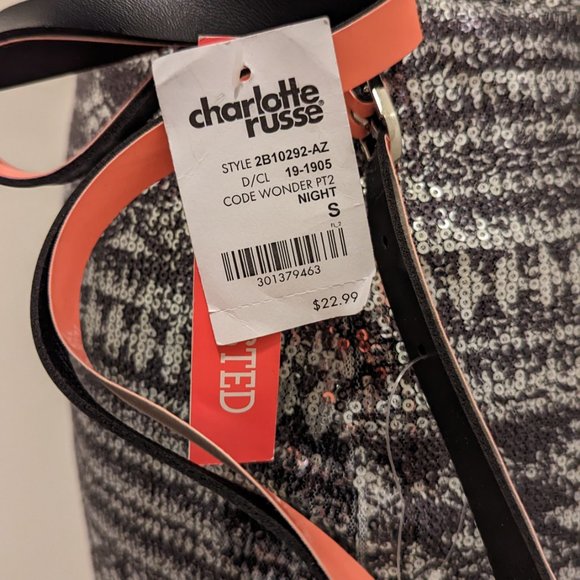 charlotte
russe®
STYLE 2B10292-AZ
D/CL 19-1905
CODE WONDER PT2
NIGHT
S
301379463
$22.99